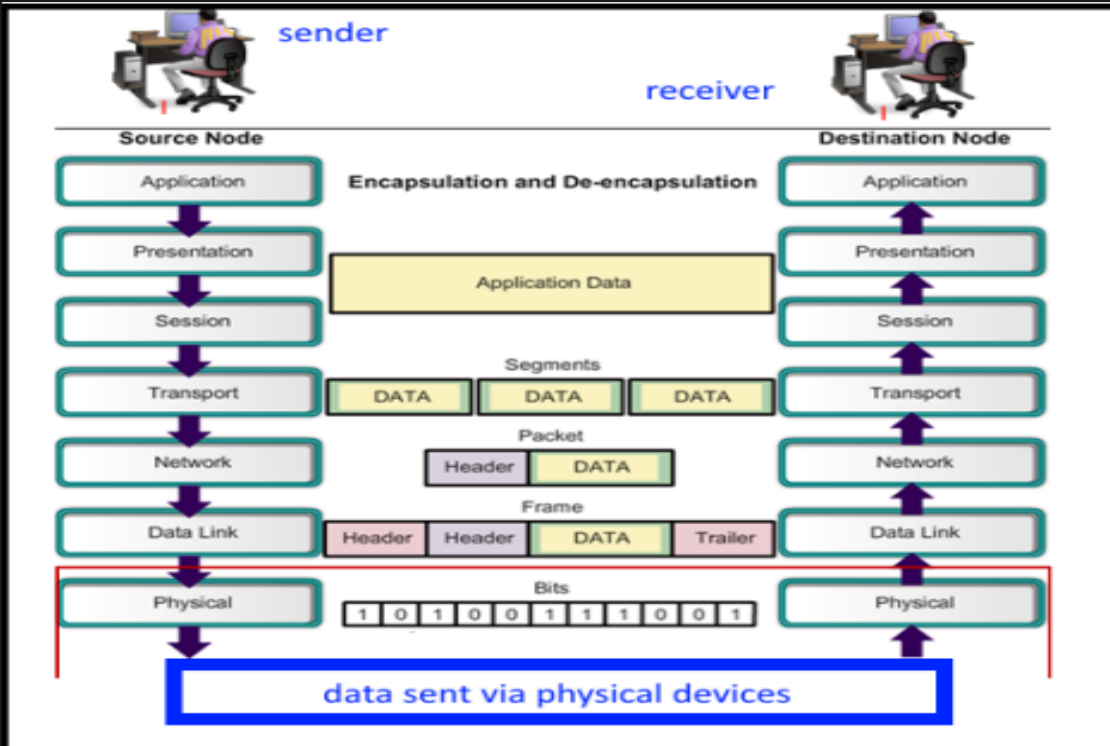 sender
receiver
Source Node
Destination Node
Application
Encapsulation and De-encapsulation
Application
Presentation
Presentation
Application Data
Session
Session
Segments
Transport
DATA DATA DATA
Transport
Packet
Network
Header DATA
Network
Frame
Data Link
Header Header DATA Trailer
Data Link
Bits
Physical
1 0 1 0 0 1 1 1 0 0 1
Physical
data sent via physical devices